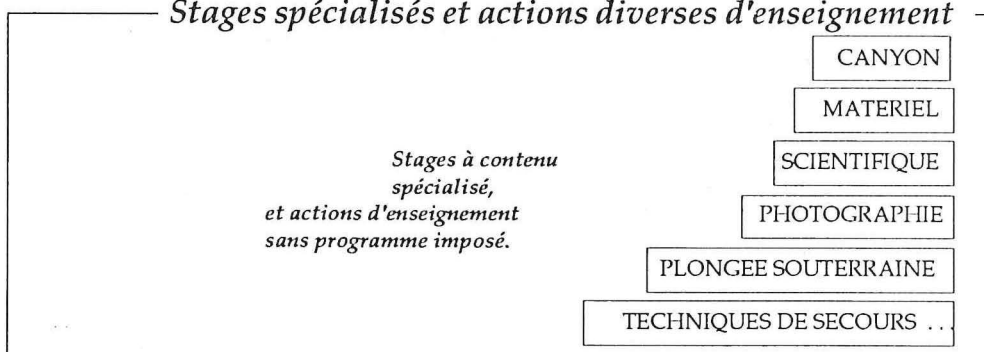 Stages spécialisés et actions diverses d'enseignement
CANYON
MATERIEL
SCIENTIFIQUE
PHOTOGRAPHIE
PLONGEE SOUTERRAINE
TECHNIQUES DE SECOURS ...
Stages à contenu
spécialisé,
et actions d'enseignement
sans programme imposé.